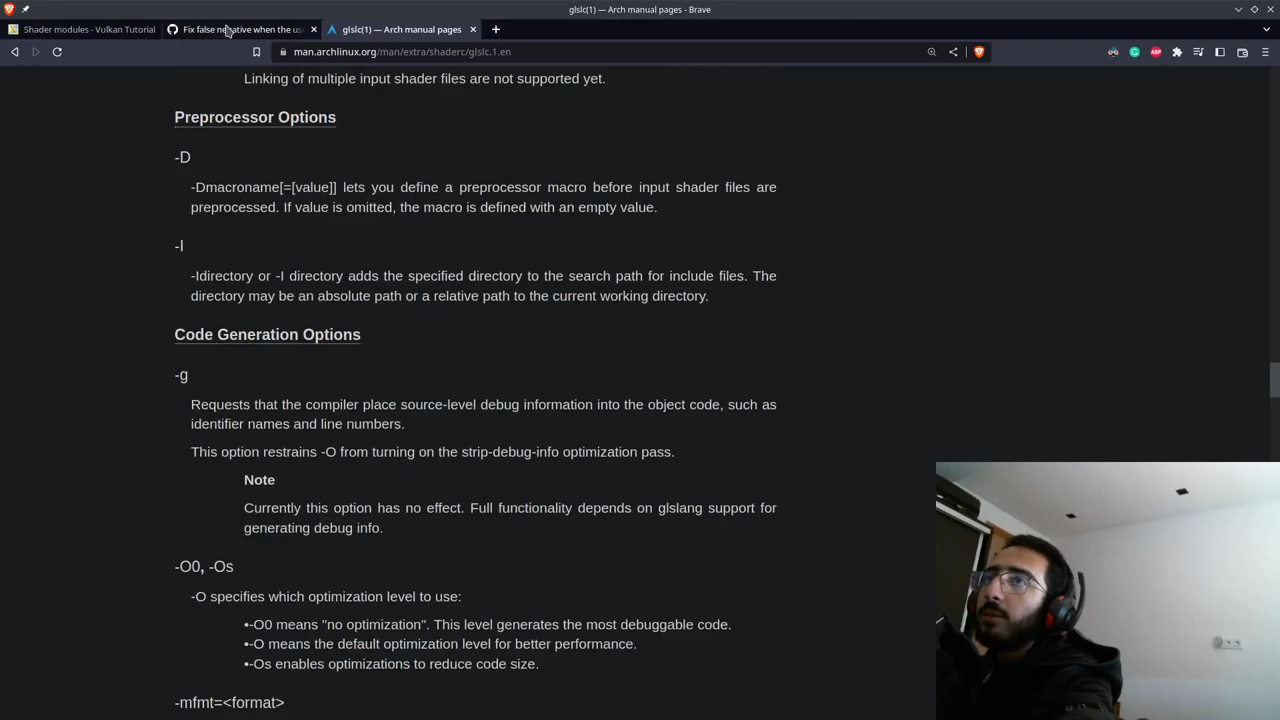 glslc(1) — Arch manual pages - Brave
Shader modules - Vulkan Tutorial
Fix false negative when the us
glslc(1) — Arch manual pages
man.archlinux.org/man/extra/shaderc/glslc.1.en
ABP
Linking of multiple input shader files are not supported yet.
Preprocessor Options
-D
-Dmacroname[=[value]] lets you define a preprocessor macro before input shader files are
preprocessed. If value is omitted, the macro is defined with an empty value.
-I
-Idirectory or -I directory adds the specified directory to the search path for include files. The
directory may be an absolute path or a relative path to the current working directory.
Code Generation Options
-g
Requests that the compiler place source-level debug information into the object code, such as
identifier names and line numbers.
This option restrains -O from turning on the strip-debug-info optimization pass.
Note
Currently this option has no effect. Full functionality depends on glslang support for
generating debug info.
-O0, -Os
-O specifies which optimization level to use:
•-O0 means "no optimization". This level generates the most debuggable code.
•-O means the default optimization level for better performance.
•-Os enables optimizations to reduce code size.
-mfmt=<format>